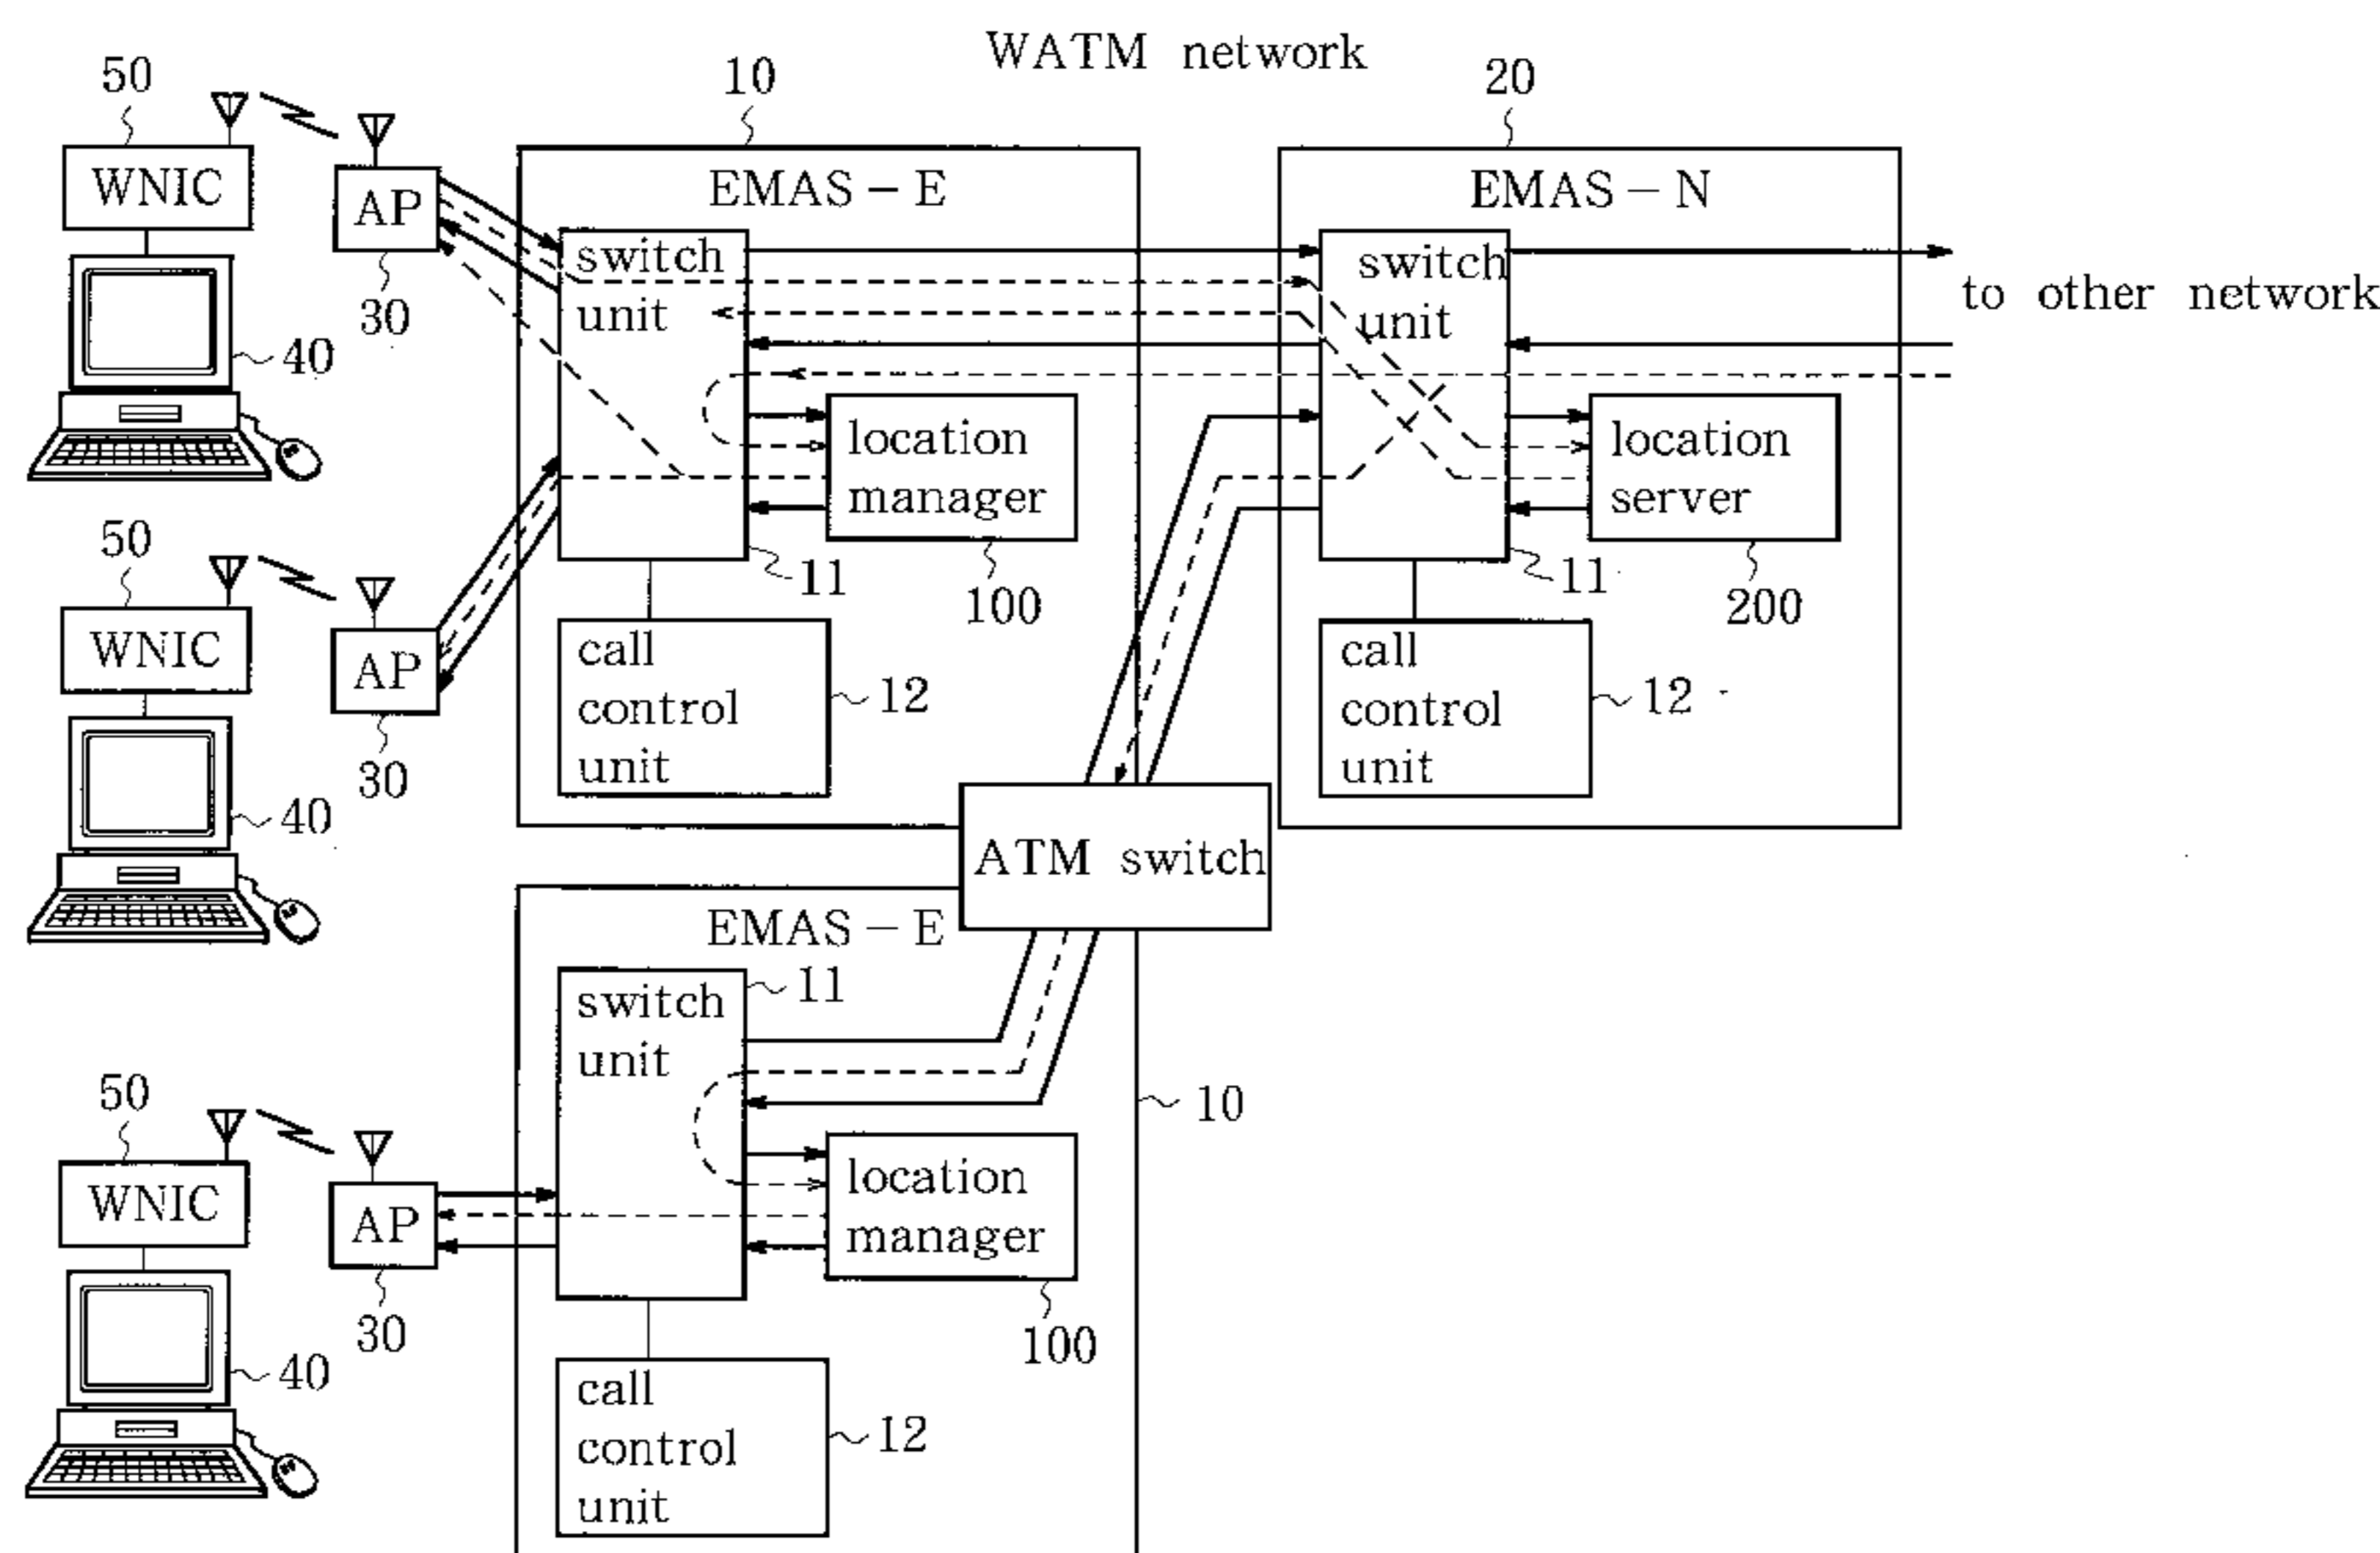 WATM network
50
10
20
WNIC
AP
EMAS – E
EMAS – N
switch
unit
switch
unit
to other network
30
40
location
manager
location
server
50
11
100
11
200
WNIC
AP
call
control
unit
12
call
control
unit
12
30
40
ATM switch
EMAS – E
switch
unit
11
50
10
WNIC
AP
location
manager
30
100
40
call
control
unit
12